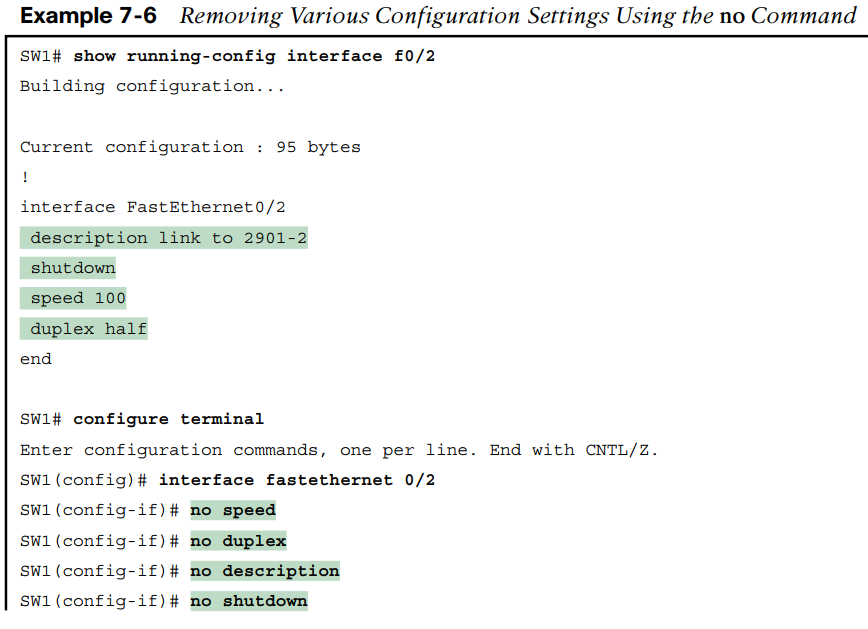 Example 7-6 Removing Various Configuration Settings Using the no Command
SW1# show running-config interface f0/2
Building configuration...
Current configuration : 95 bytes
!
interface FastEthernet0/2
 description link to 2901-2
 shutdown
 speed 100
 duplex half
end
SW1# configure terminal
Enter configuration commands, one per line. End with CNTL/Z.
SW1(config)# interface fastethernet 0/2
SW1(config-if)# no speed
SW1(config-if)# no duplex
SW1(config-if)# no description
SW1(config-if)# no shutdown